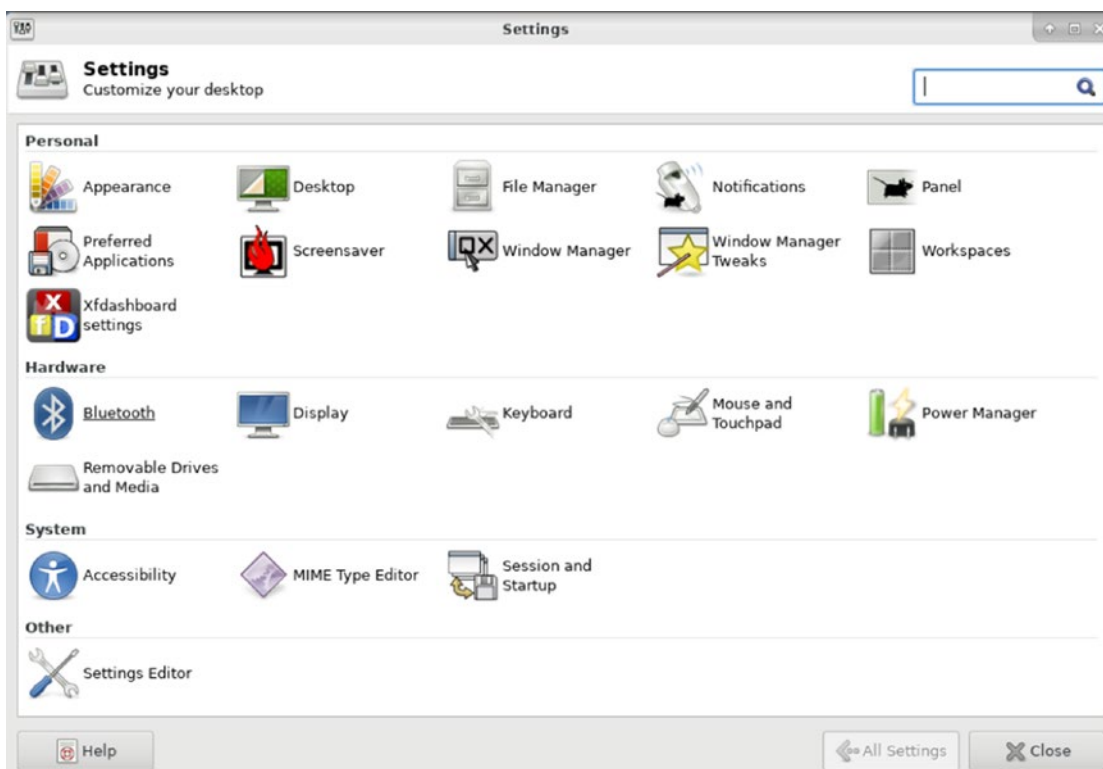 Settings
Settings
Customize your desktop
Personal
Appearance
Desktop
File Manager
Notifications
Panel
Preferred
Applications
Screensaver
Window Manager
Window Manager
Tweaks
Workspaces
Xfdashboard
settings
Hardware
Bluetooth
Display
Keyboard
Mouse and
Touchpad
Power Manager
Removable Drives
and Media
System
Accessibility
MIME Type Editor
Session and
Startup
Other
Settings Editor
Help
All Settings
Close